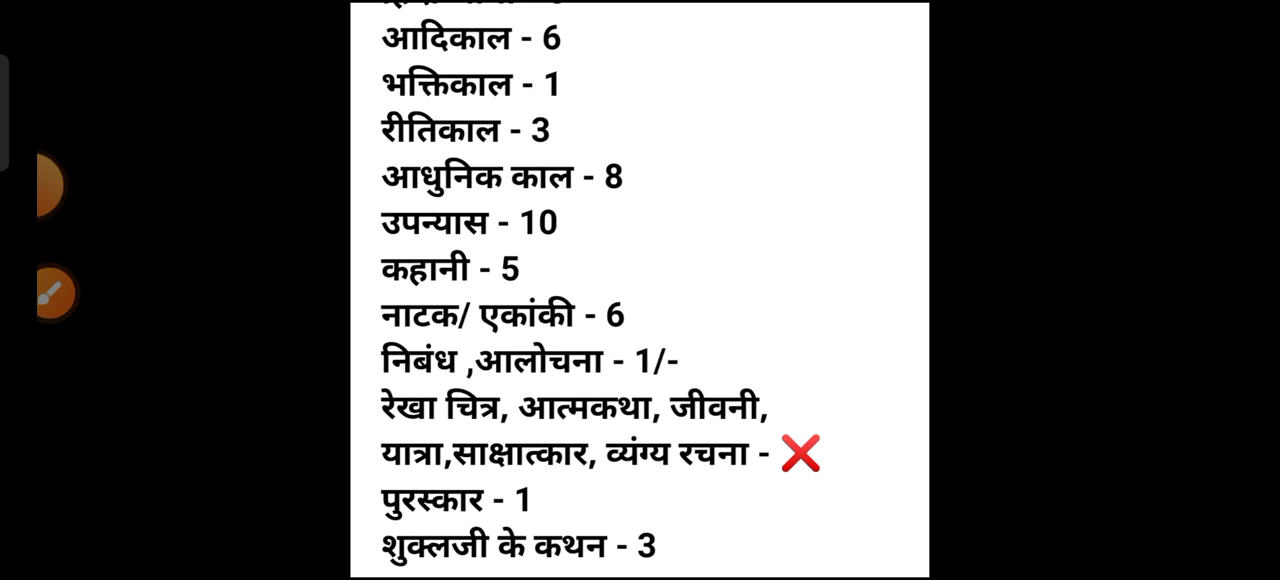 आदिकाल - 6
भक्तिकाल - 1
रीतिकाल - 3
आधुनिक काल - 8
उपन्यास - 10
कहानी - 5
नाटक/ एकांकी - 6
निबंध ,आलोचना - 1/-
रेखा चित्र, आत्मकथा, जीवनी,
यात्रा,साक्षात्कार, व्यंग्य रचना - ❌
पुरस्कार - 1
शुक्लजी के कथन - 3